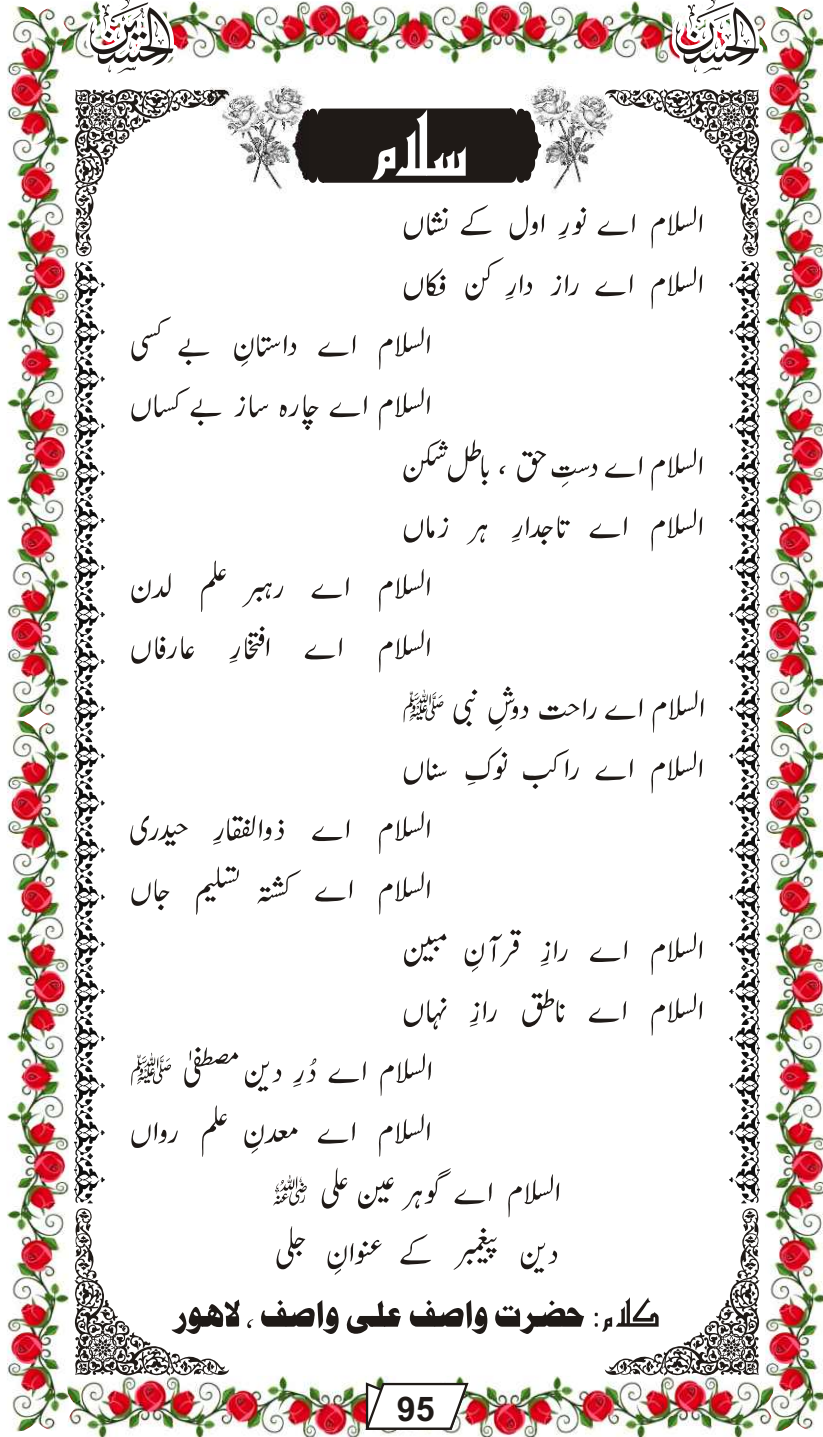 الحسین
الحسن
سلام
السلام اے نورِ اول کے نشاں
السلام اے راز دارِ کن فکاں
السلام اے داستانِ بے کسی
السلام اے چارہ ساز بے کساں
السلام اے دستِ حق ، باطل شکن
السلام اے تاجدارِ ہر زماں
السلام اے رہبر علم لدن
السلام اے افتخارِ عارفاں
السلام اے راحت دوشِ نبی ﷺ
السلام اے راکب نوکِ سناں
السلام اے ذوالفقارِ حیدری
السلام اے کشتہ تسلیم جاں
السلام اے رازِ قرآنِ مبین
السلام اے ناطق رازِ نہاں
السلام اے دُرِ دین مصطفیٰ ﷺ
السلام اے معدنِ علم رواں
السلام اے گوہر عین علی رضی اللہ عنہ
دین پیغمبر کے عنوانِ جلی
کلام: حضرت واصف علی واصف ، لاھور
95